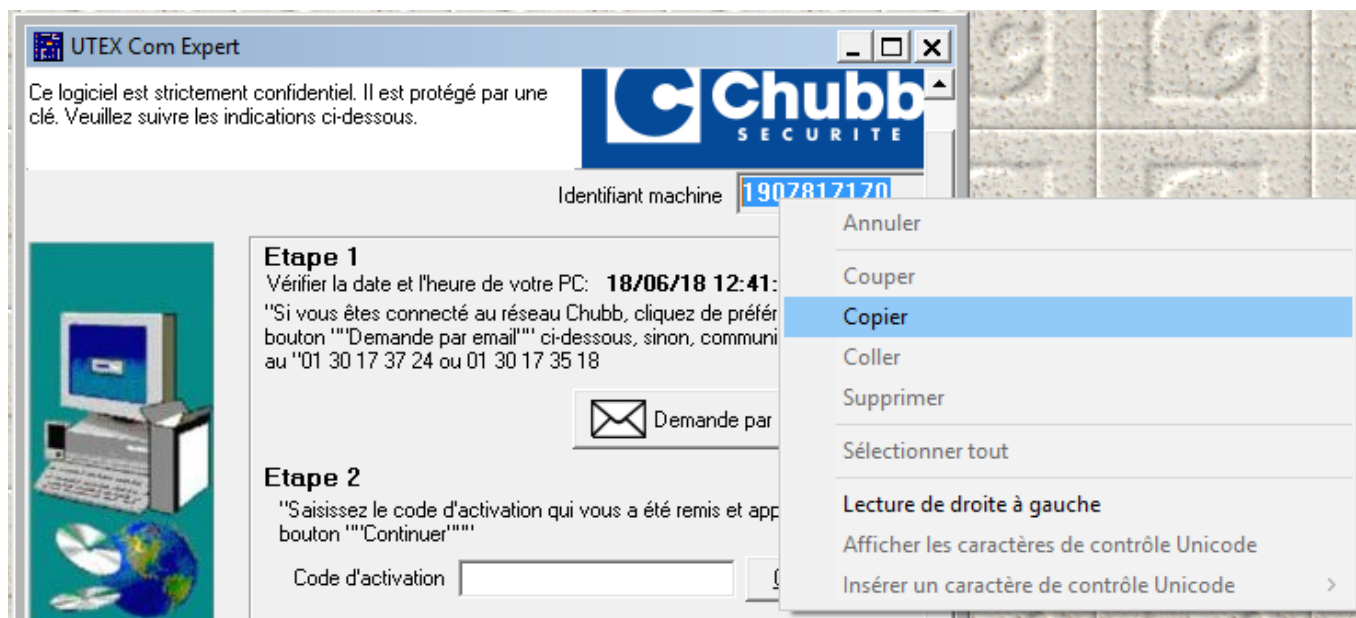 UTEX Com Expert
Ce logiciel est strictement confidentiel. Il est protégé par une
clé. Veuillez suivre les indications ci-dessous.
Chubb
SECURITE
Identifiant machine 1907817170
Etape 1
Vérifier la date et l'heure de votre PC: 18/06/18 12:41:
"Si vous êtes connecté au réseau Chubb, cliquez de préfér
bouton ""Demande par email"" ci-dessous, sinon, communi
au "01 30 17 37 24 ou 01 30 17 35 18
Demande par
Etape 2
"Saisissez le code d'activation qui vous a été remis et app
bouton ""Continuer"""
Code d'activation
Annuler
Couper
Copier
Coller
Supprimer
Sélectionner tout
Lecture de droite à gauche
Afficher les caractères de contrôle Unicode
Insérer un caractère de contrôle Unicode